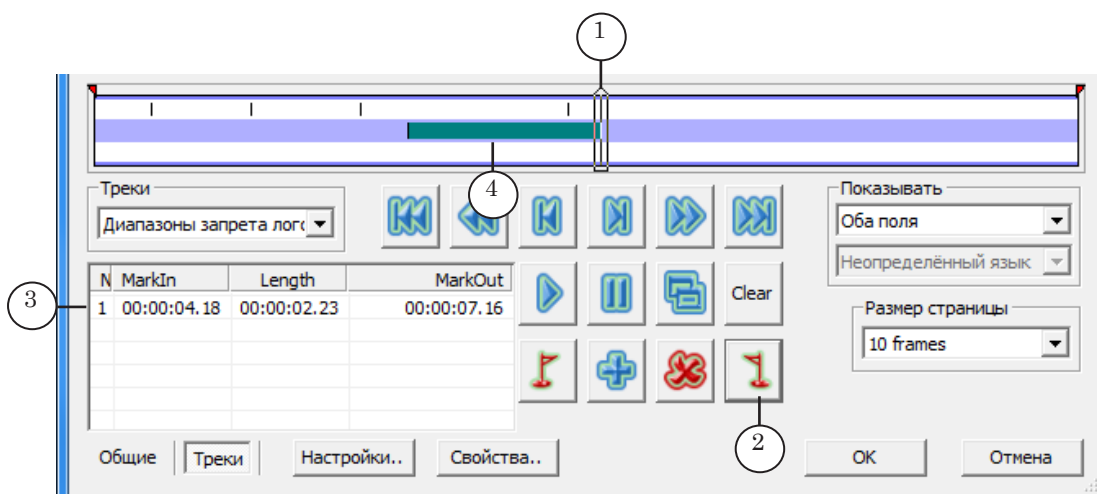 1
4
Треки
Диапазоны запрета лого
Показывать
Оба поля
Неопределённый язык
N MarkIn Length MarkOut
1 00:00:04.18 00:00:02.23 00:00:07.16
3
Clear
Размер страницы
10 frames
2
Общие Треки Настройки.. Свойства.. OK Отмена